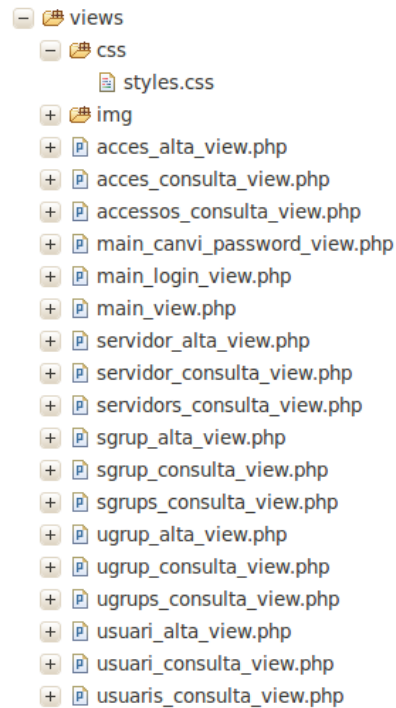 views
css
styles.css
img
acces_alta_view.php
acces_consulta_view.php
accessos_consulta_view.php
main_canvi_password_view.php
main_login_view.php
main_view.php
servidor_alta_view.php
servidor_consulta_view.php
servidors_consulta_view.php
sgrup_alta_view.php
sgrup_consulta_view.php
sgrups_consulta_view.php
ugrup_alta_view.php
ugrup_consulta_view.php
ugrups_consulta_view.php
usuari_alta_view.php
usuari_consulta_view.php
usuaris_consulta_view.php